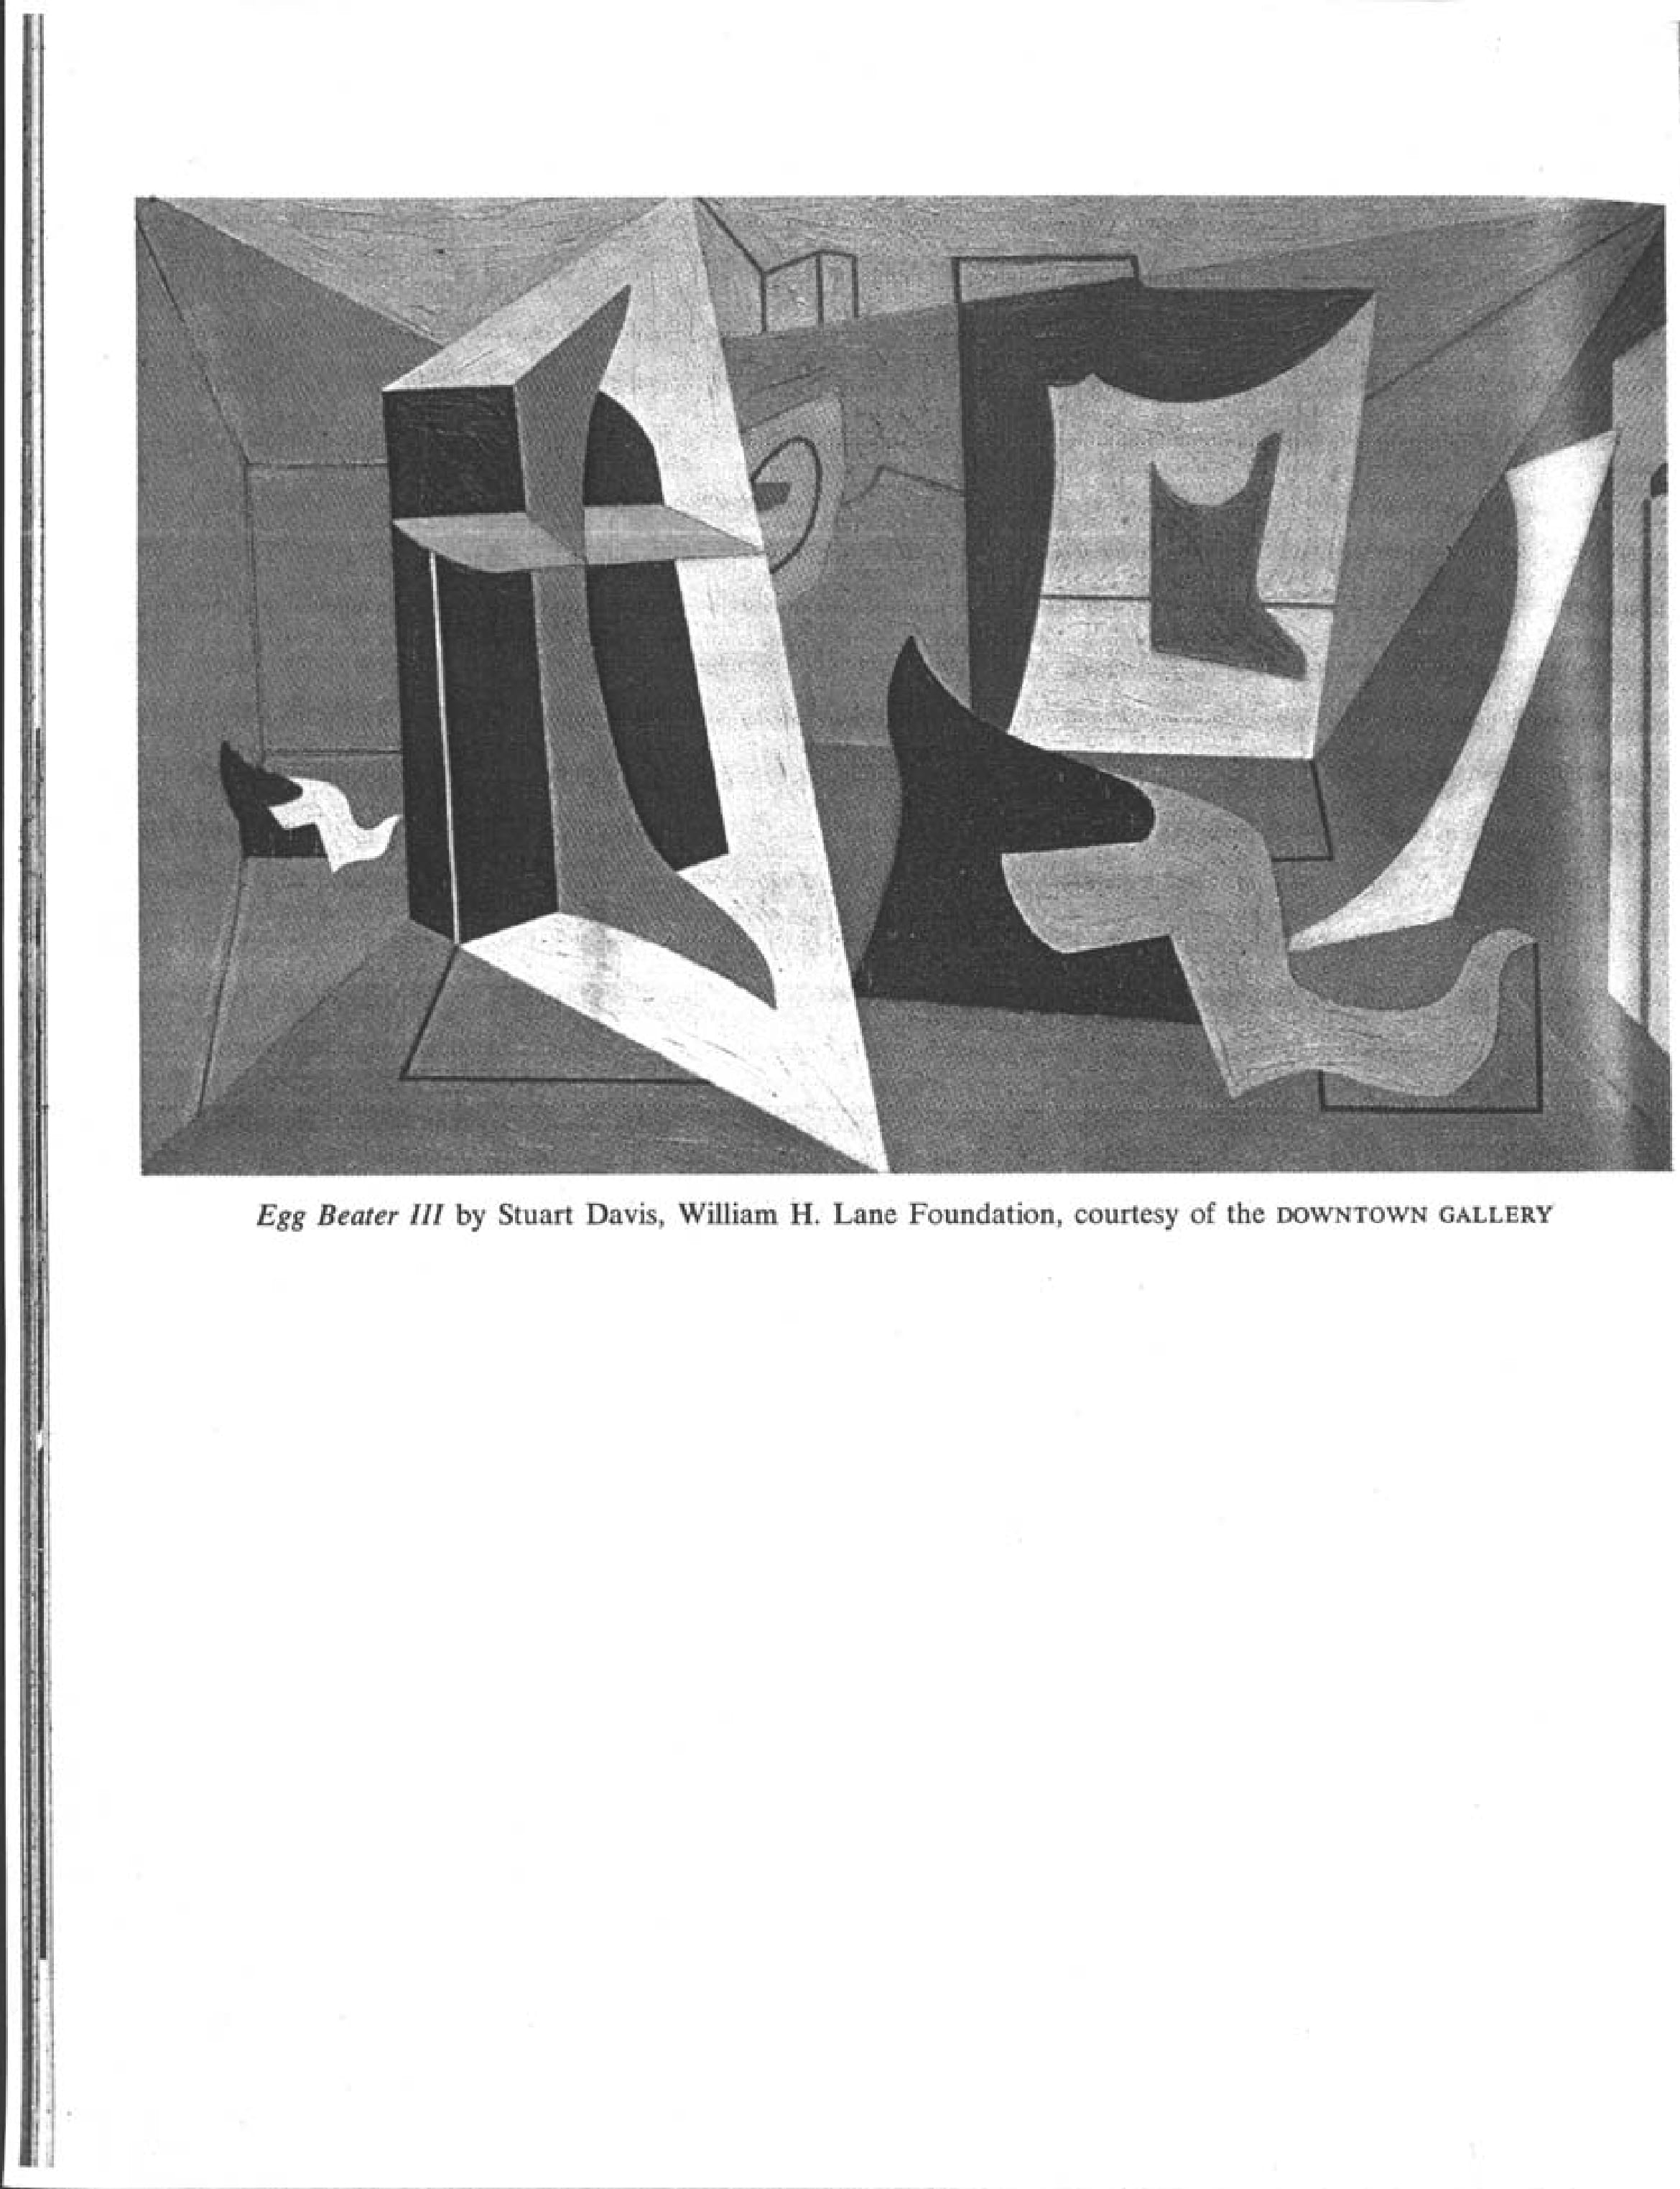 Egg Beater III by Stuart Davis, William H. Lane Foundation, courtesy of the DOWNTOWN GALLERY